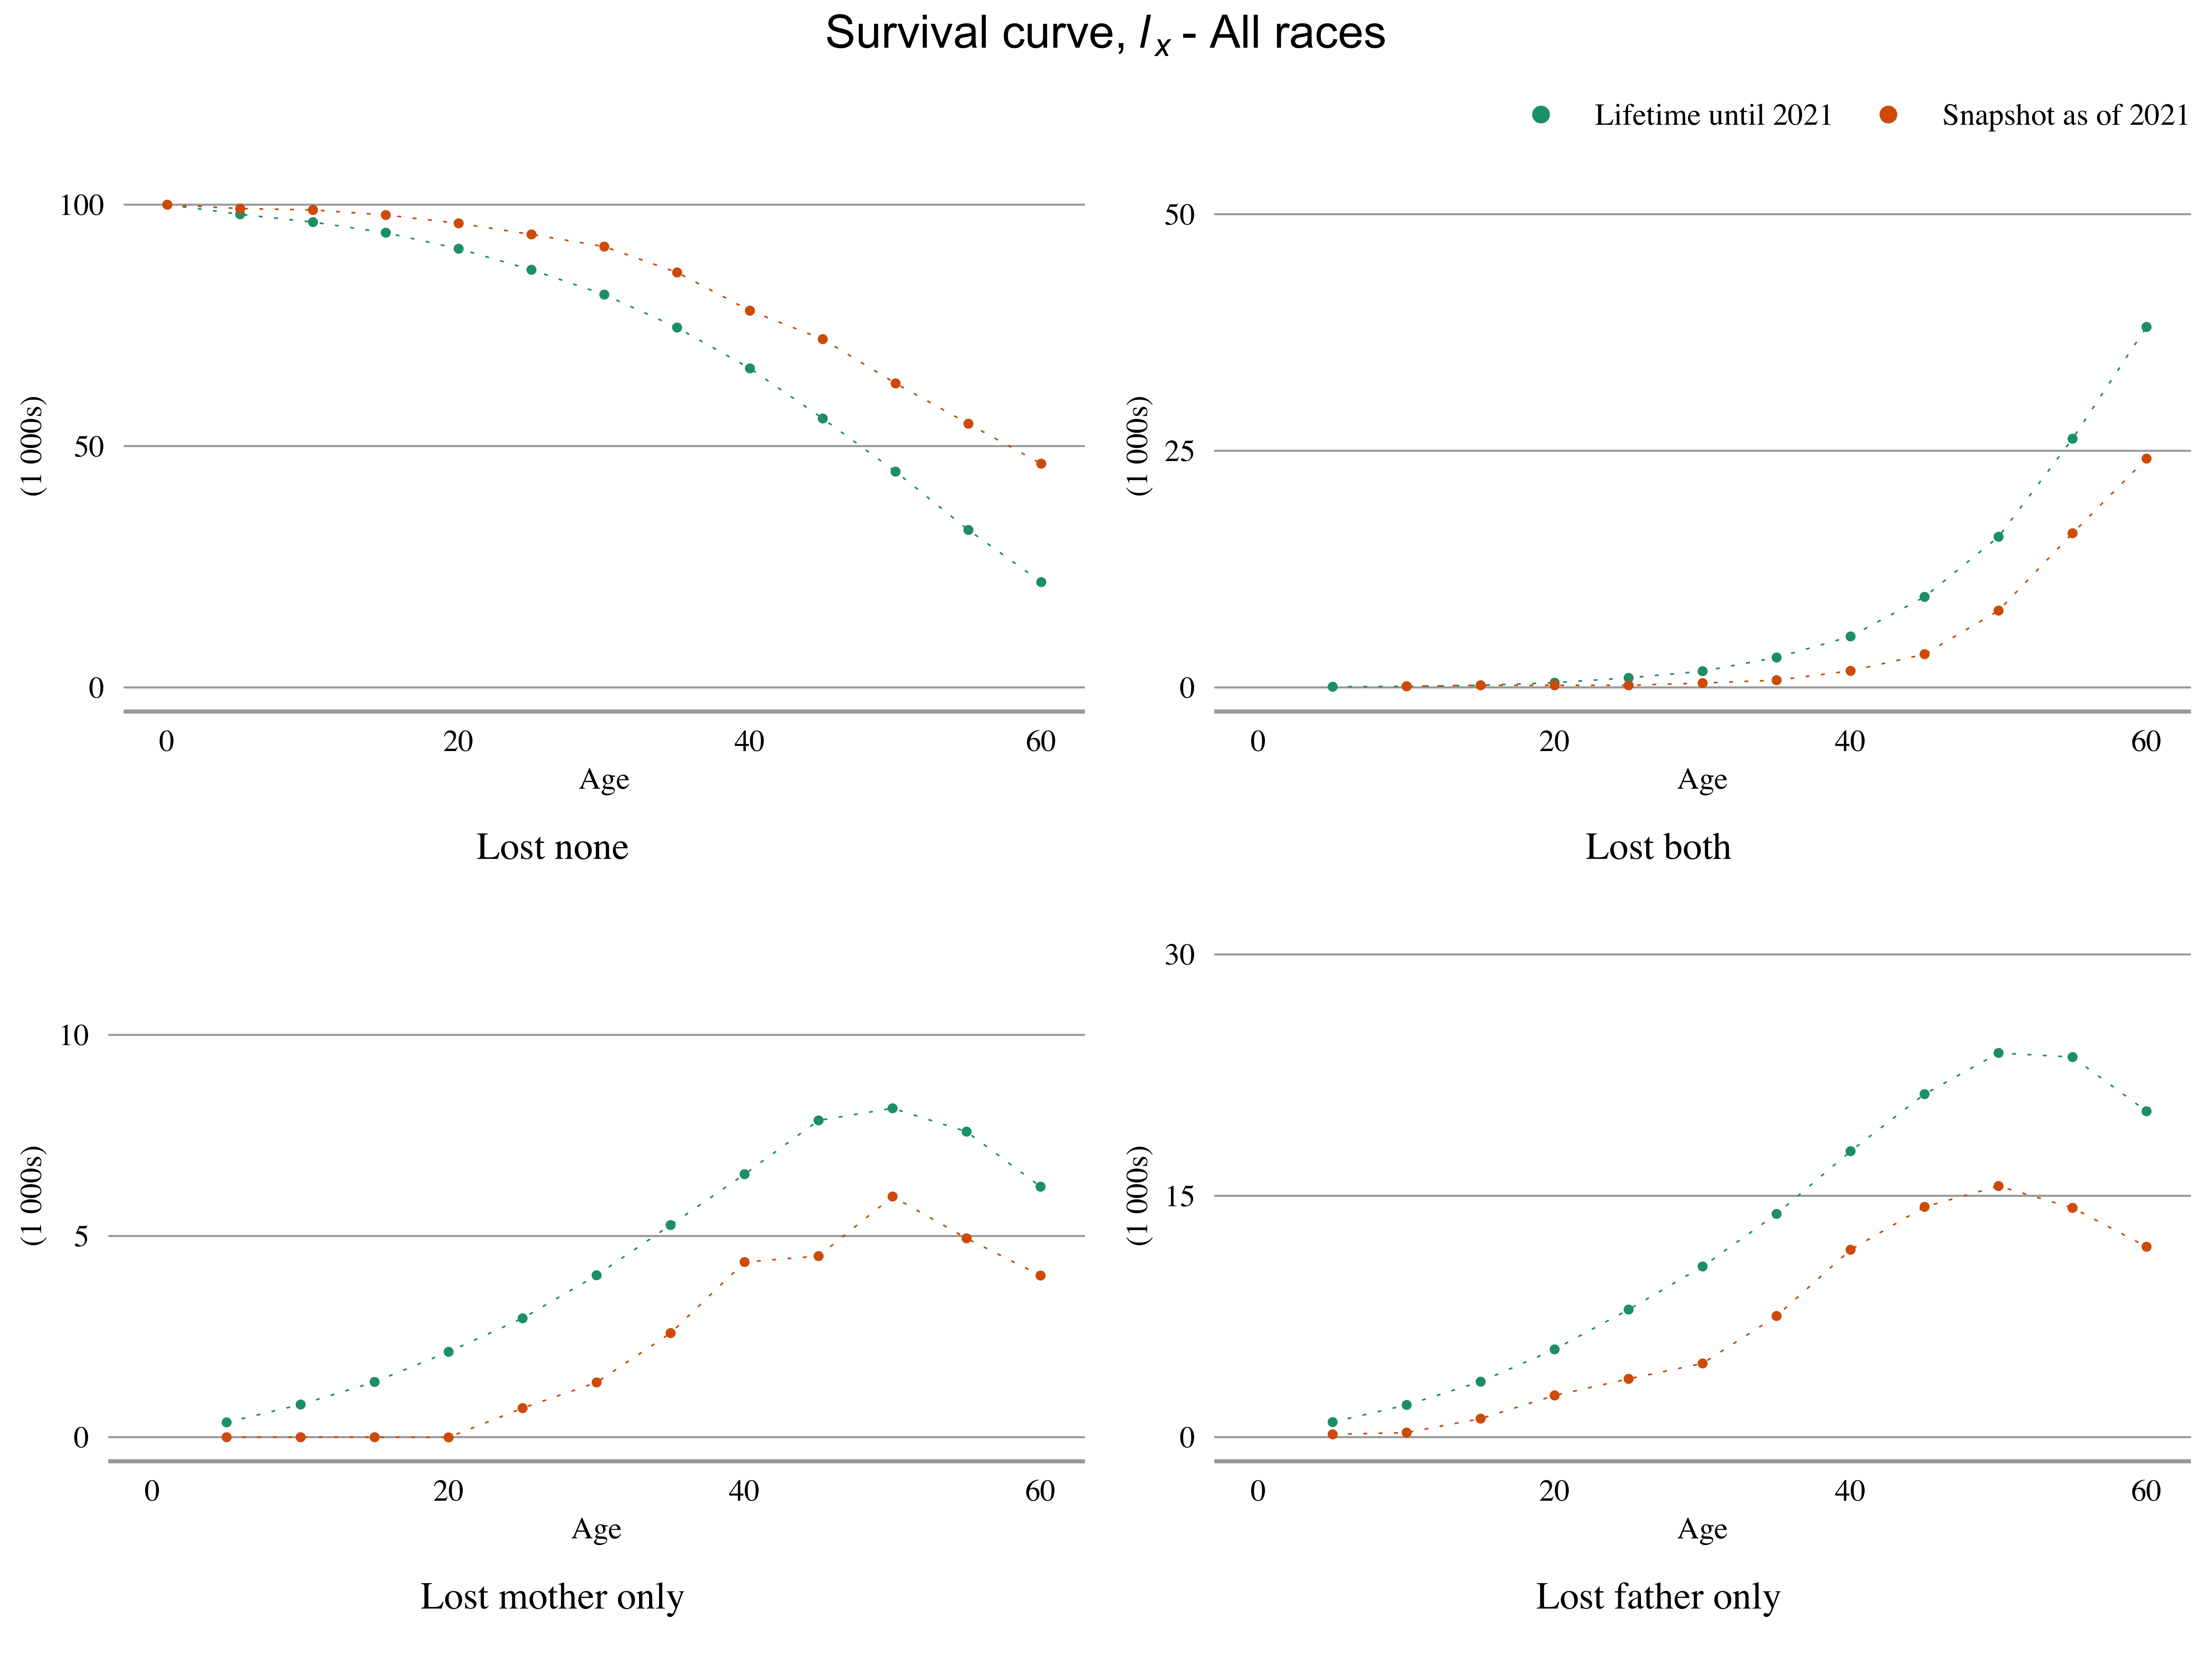 Survival curve, lx - All races
Lifetime until 2021 Snapshot as of 2021
100
50
0
(1 000s)
0 20 40 60
Age
Lost none
50
25
0
(1 000s)
0 20 40 60
Age
Lost both
10
5
0
(1 000s)
0 20 40 60
Age
Lost mother only
30
15
0
(1 000s)
0 20 40 60
Age
Lost father only